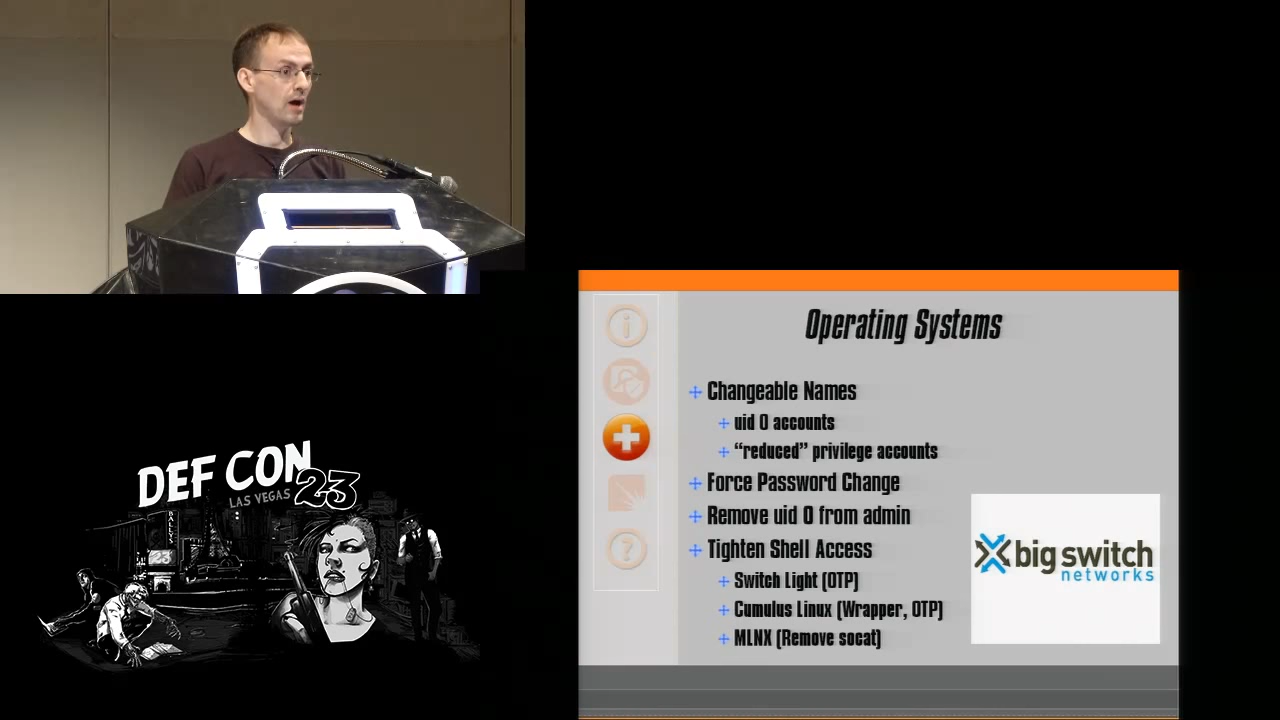 Operating Systems
Changeable Names
uid 0 accounts
“reduced” privilege accounts
Force Password Change
Remove uid 0 from admin
Tighten Shell Access
Switch Light (OTP)
Cumulus Linux (Wrapper, OTP)
MLNX (Remove socat)
big switch
networks
DEF CON
LAS VEGAS 23
BALLYS